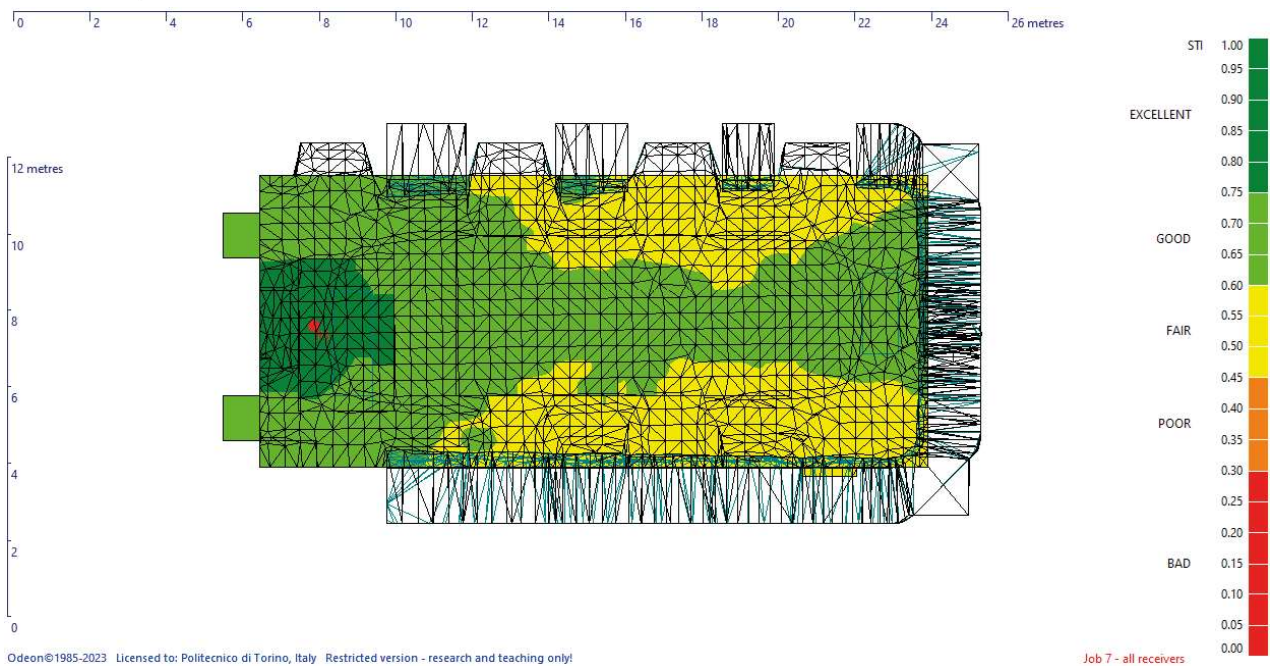 0 2 4 6 8 10 12 14 16 18 20 22 24 26 metres
STI 1.00
0.95
EXCELLENT 0.90
0.85
0.80
12 metres
0.75
0.70
10 GOOD 0.65
0.60
8 0.55
FAIR 0.50
6 0.45
0.40
POOR 0.35
4 0.30
0.25
2 0.20
BAD 0.15
0.10
0 0.05
0.00
Odeon©1985-2023 Licensed to: Politecnico di Torino, Italy Restricted version - research and teaching only! Job 7 - all receivers